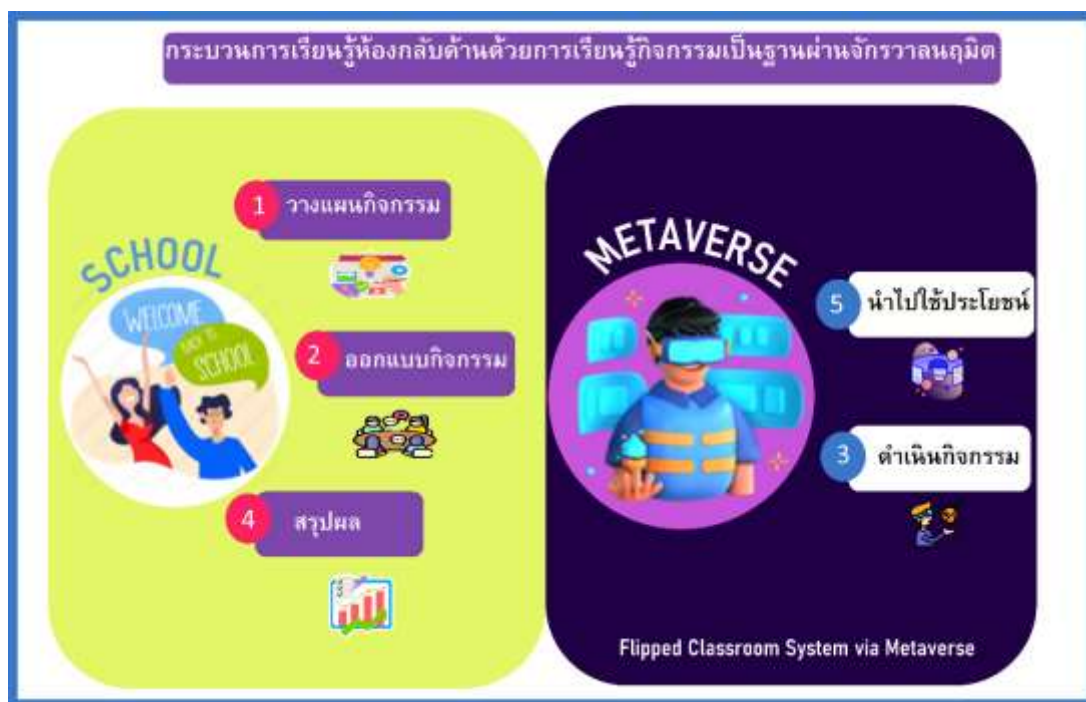 กระบวนการเรียนรู้ห้องกลับด้านด้วยการเรียนรู้กิจกรรมเป็นฐานผ่านจักรวาลนฤมิต
SCHOOL
WELCOME
BACK TO
SCHOOL
1 วางแผนกิจกรรม
2 ออกแบบกิจกรรม
4 สรุปผล
METAVERSE
5 นำไปใช้ประโยชน์
3 ดำเนินกิจกรรม
Flipped Classroom System via Metaverse